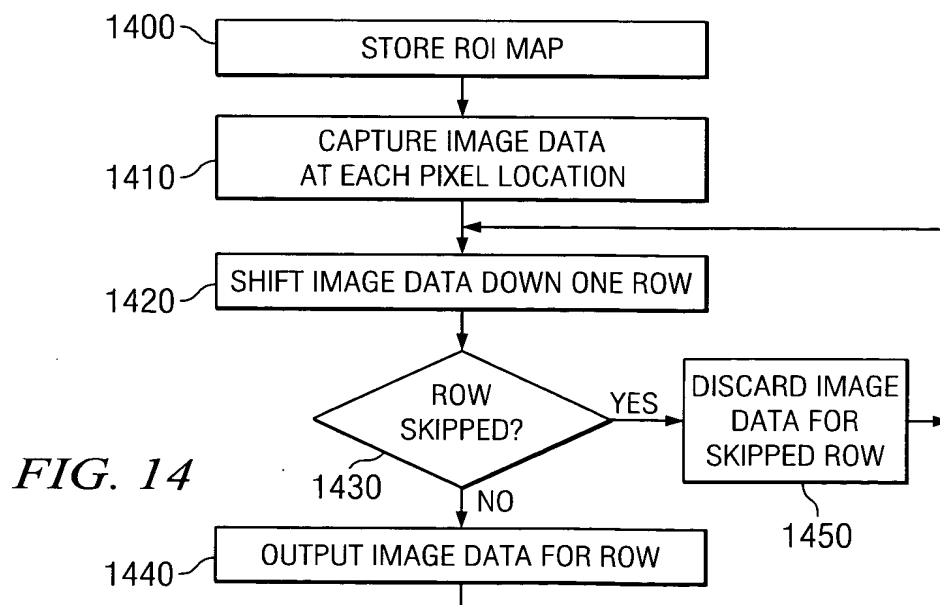 1400
STORE ROI MAP
1410
CAPTURE IMAGE DATA
AT EACH PIXEL LOCATION
1420
SHIFT IMAGE DATA DOWN ONE ROW
ROW
SKIPPED?
1430
YES
DISCARD IMAGE
DATA FOR
SKIPPED ROW
1450
NO
FIG. 14
1440
OUTPUT IMAGE DATA FOR ROW